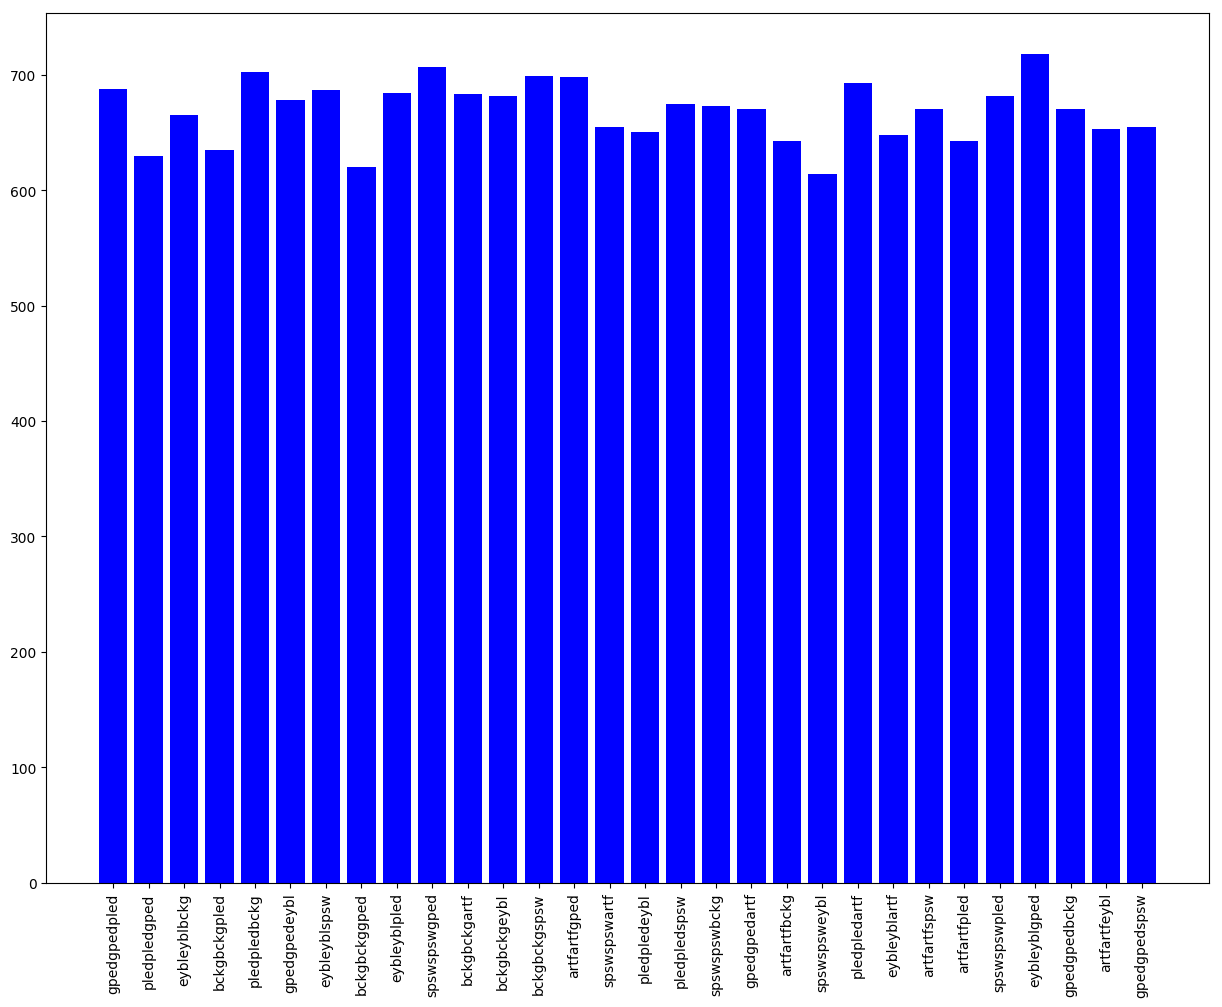 700
600
500
400
300
200
100
0
gpedgpedpled
pledpledgped
eybleyblbckg
bckgbckgpled
pledpledbckg
gpedgpedeybl
eybleyblspsw
bckgbckggped
eybleyblpled
spswspswgped
bckgbckgartf
bckgbckgeybl
bckgbckgspsw
artfartfgped
spswspswartf
pledpledeybl
pledpledspsw
spswspswbckg
gpedgpedartf
artfartfbckg
spswspsweybl
pledpledartf
eybleyblartf
artfartfspsw
artfartfpled
spswspswpled
eybleyblgped
gpedgpedbckg
artfartfeybl
gpedgpedspsw